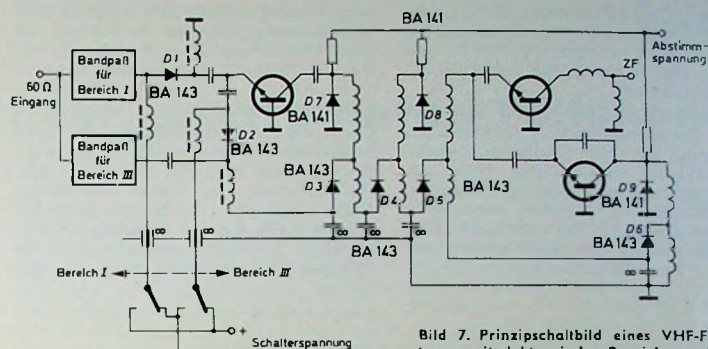 BA 141
Bandpaß
für
Bereich I
60 Ω
Eingang
Bandpaß
für
Bereich III
D1
BA 143
D2
BA 143
D7
BA 141
D8
BA 143
D3
D4
D5
BA 143
BA 143
Abstimm-
spannung
ZF
D9
BA 141
D6
BA 143
∞
∞
∞
∞
∞
∞
Bereich I
Bereich III
Schalterspannung
+
Bild 7. Prinzipschaltbild eines VHF-F